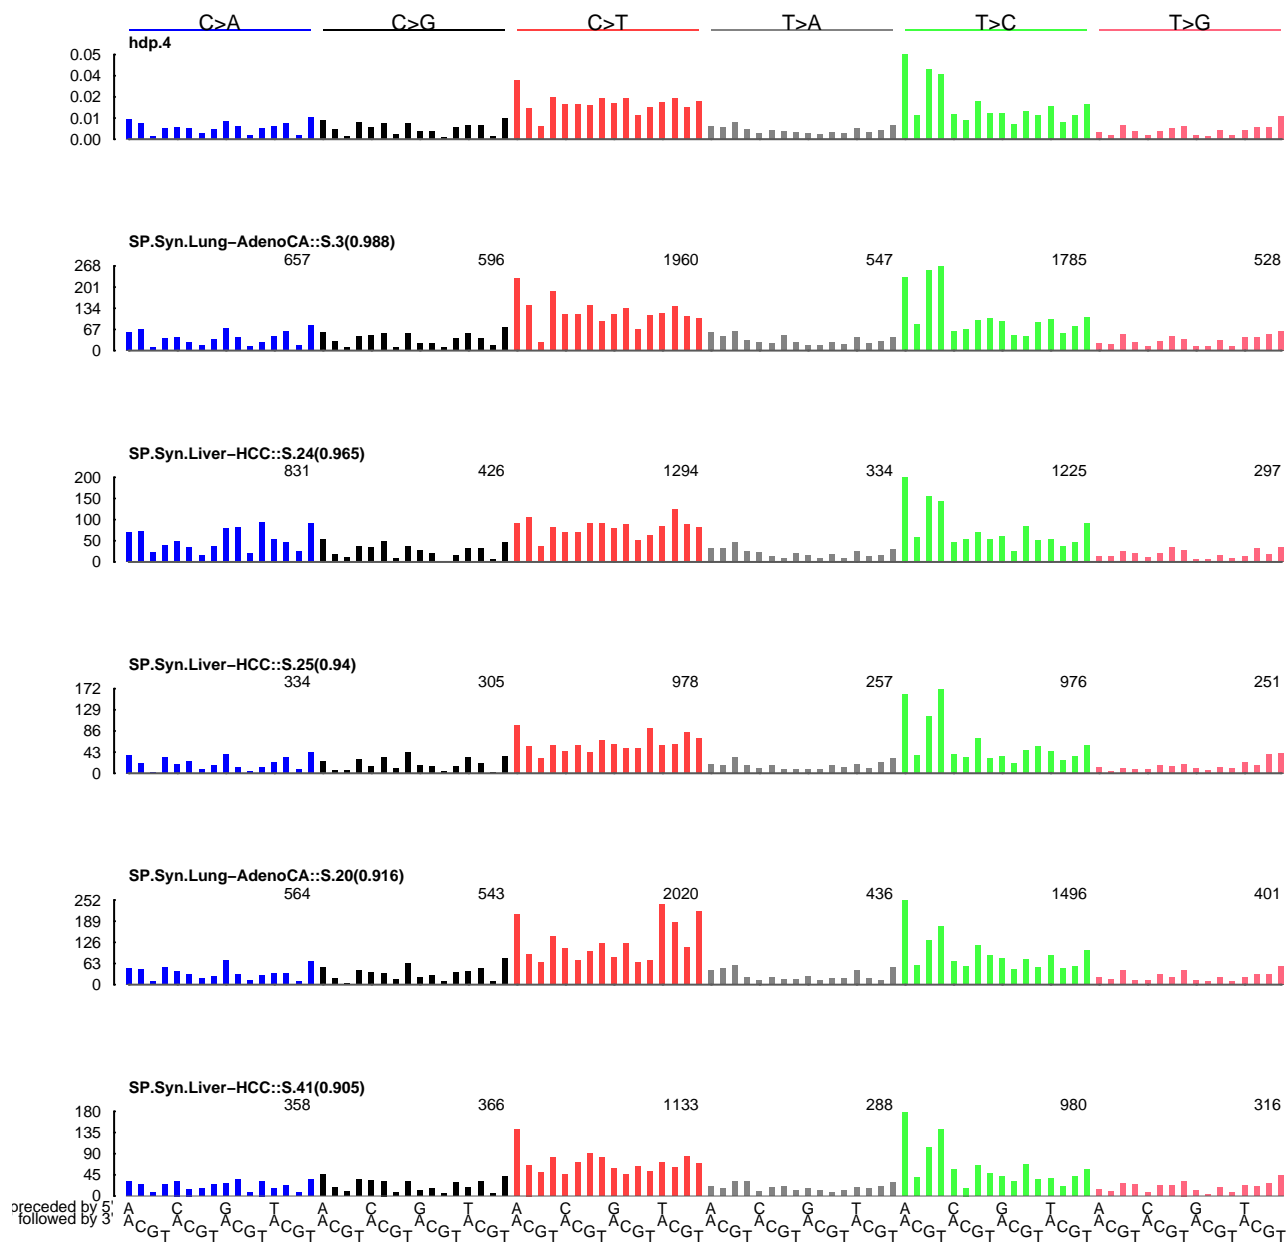 C>A C>G C>T T>A T>C T>G
hdp.4
0.05
0.04
0.02
0.01
0.00
SP.Syn.Lung−AdenoCA::S.3(0.988)
657 596 1960 547 1785 528
268
201
134
67
0
SP.Syn.Liver−HCC::S.24(0.965)
831 426 1294 334 1225 297
200
150
100
50
0
SP.Syn.Liver−HCC::S.25(0.94)
334 305 978 257 976 251
172
129
86
43
0
SP.Syn.Lung−AdenoCA::S.20(0.916)
564 543 2020 436 1496 401
252
189
126
63
0
SP.Syn.Liver−HCC::S.41(0.905)
358 366 1133 288 980 316
180
135
90
45
0
preceded by 5' A C G T A C G T A C G T A C G T A C G T A C G T
followed by 3' A C G T A C G T A C G T A C G T A C G T A C G T A C G T A C G T A C G T A C G T A C G T A C G T A C G T A C G T A C G T A C G T A C G T A C G T A C G T A C G T A C G T A C G T A C G T A C G T